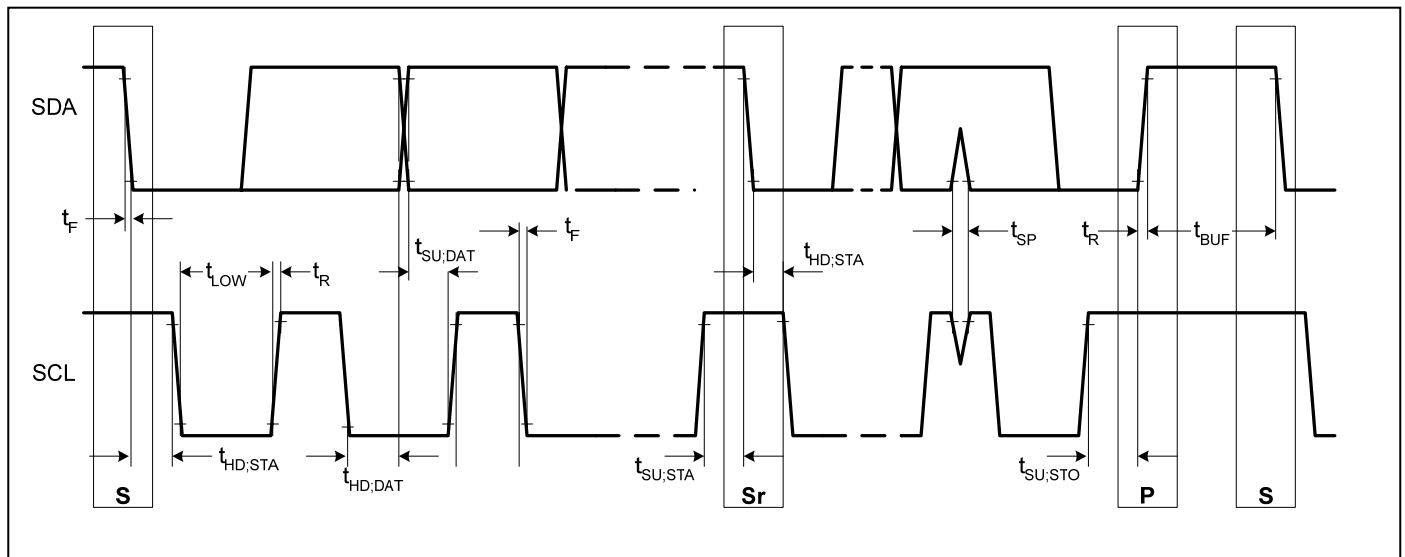 SDA
t_F
t_SU;DAT
t_F
t_HD;STA
t_SP
t_R
t_BUF
t_LOW
t_R
SCL
t_HD;STA
t_HD;DAT
t_SU;STA
t_SU;STO
S
Sr
P
S